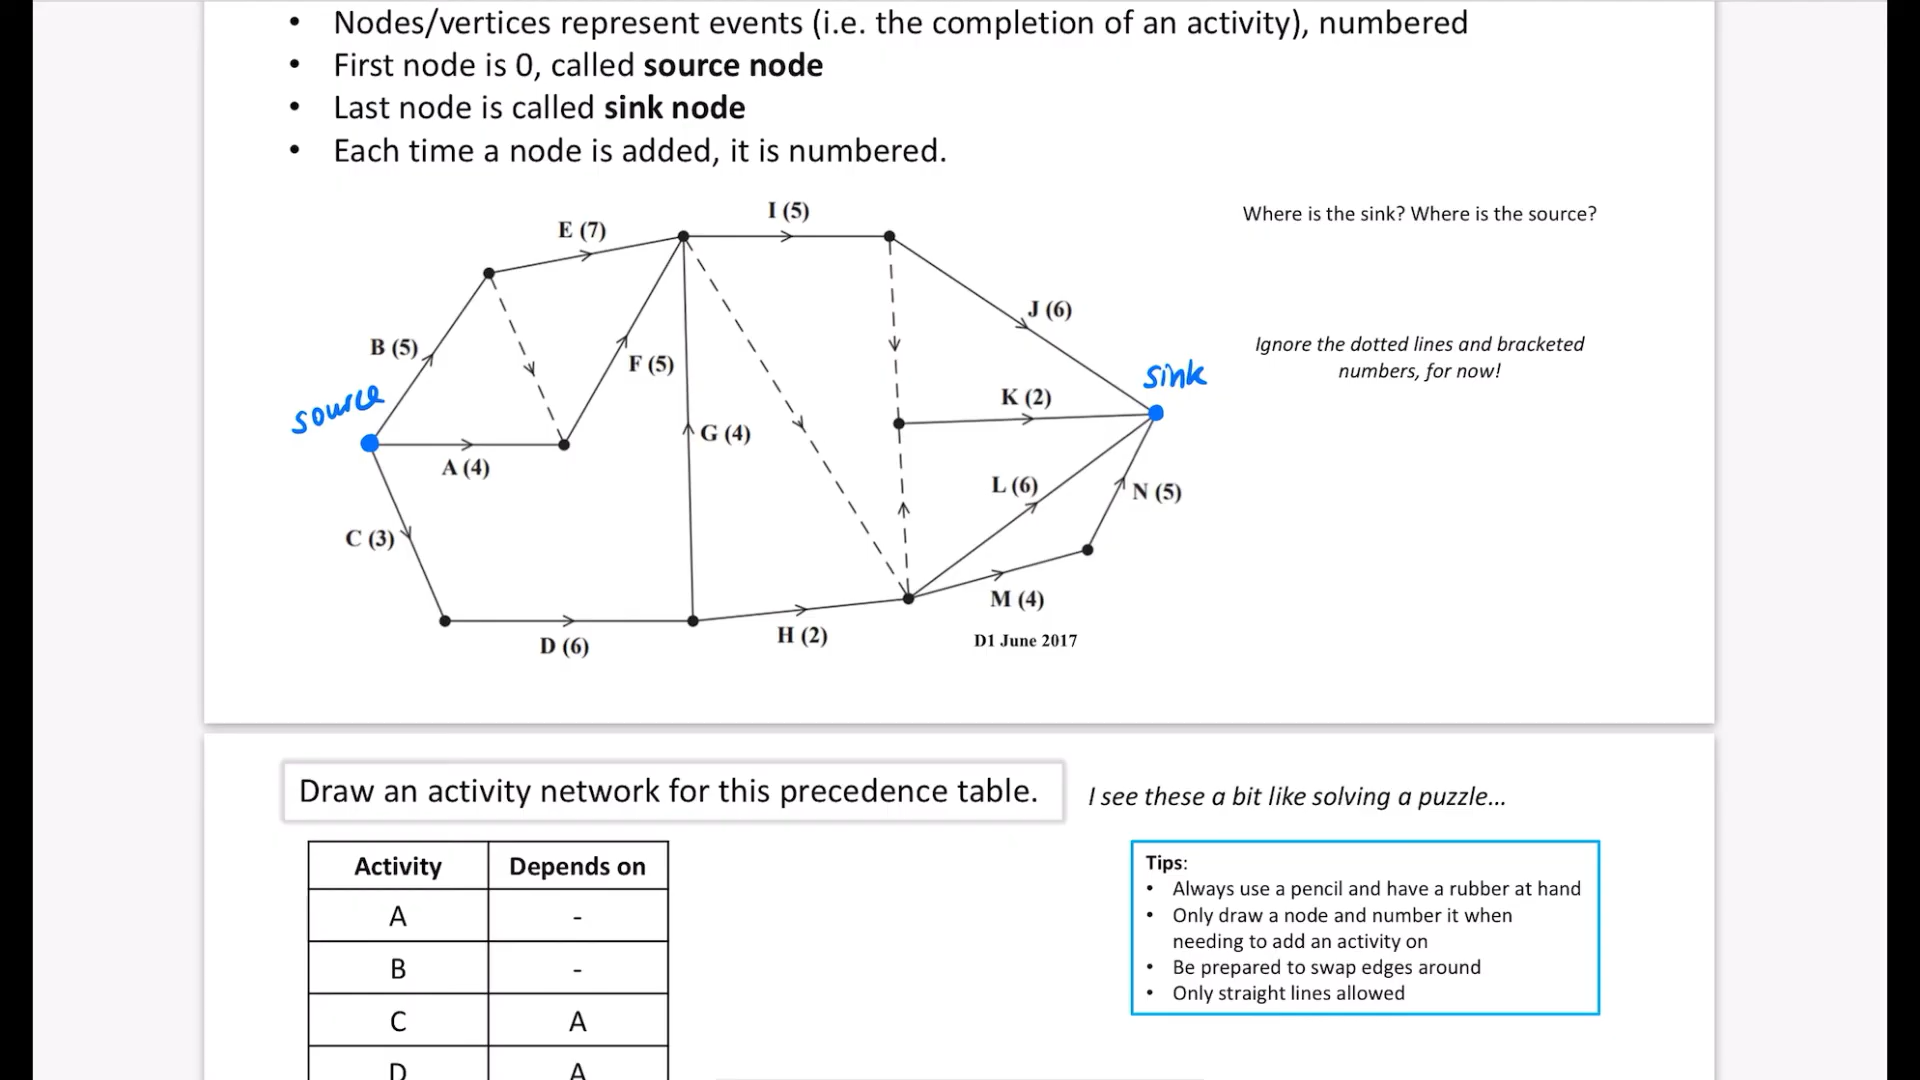 • Nodes/vertices represent events (i.e. the completion of an activity), numbered
• First node is 0, called source node
• Last node is called sink node
• Each time a node is added, it is numbered.
I (5)
E (7)
Where is the sink? Where is the source?
J (6)
B (5)
F (5)
Ignore the dotted lines and bracketed
numbers, for now!
sink
source
K (2)
G (4)
A (4)
L (6)
N (5)
C (3)
M (4)
H (2)
D (6)
D1 June 2017
Draw an activity network for this precedence table.
I see these a bit like solving a puzzle...
Activity Depends on
A -
B -
C A
D A
Tips:
• Always use a pencil and have a rubber at hand
• Only draw a node and number it when
needing to add an activity on
• Be prepared to swap edges around
• Only straight lines allowed